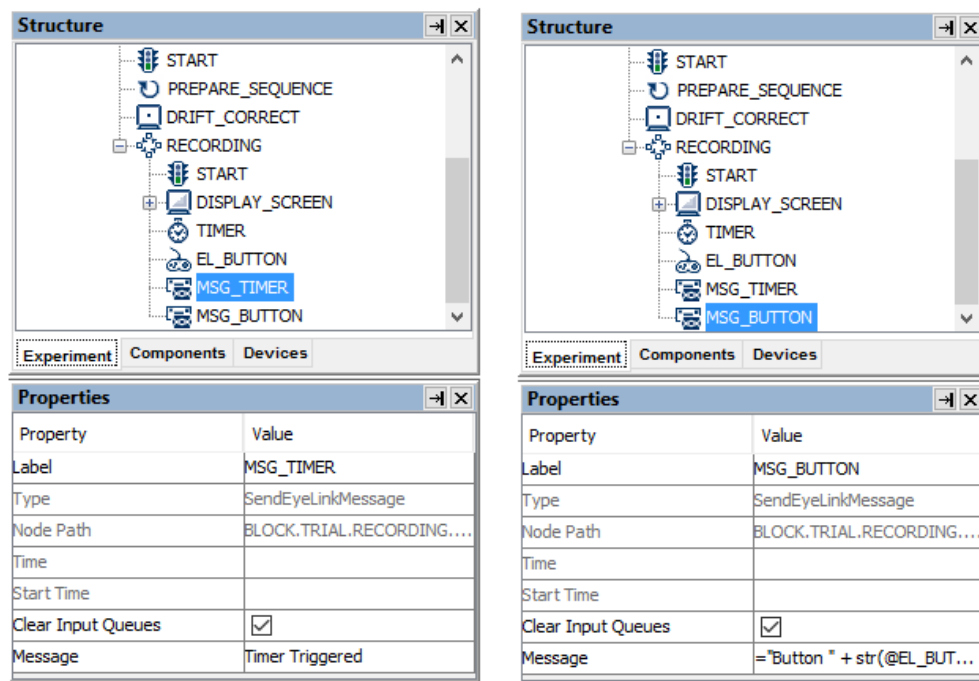 Structure
START
PREPARE_SEQUENCE
DRIFT_CORRECT
RECORDING
START
DISPLAY_SCREEN
TIMER
EL_BUTTON
MSG_TIMER
MSG_BUTTON
Experiment Components Devices
Properties
Property Value
Label MSG_TIMER
Type SendEyeLinkMessage
Node Path BLOCK.TRIAL.RECORDING....
Time
Start Time
Clear Input Queues
Message Timer Triggered
Structure
START
PREPARE_SEQUENCE
DRIFT_CORRECT
RECORDING
START
DISPLAY_SCREEN
TIMER
EL_BUTTON
MSG_TIMER
MSG_BUTTON
Experiment Components Devices
Properties
Property Value
Label MSG_BUTTON
Type SendEyeLinkMessage
Node Path BLOCK.TRIAL.RECORDING....
Time
Start Time
Clear Input Queues
Message ="Button " + str(@EL_BUT...